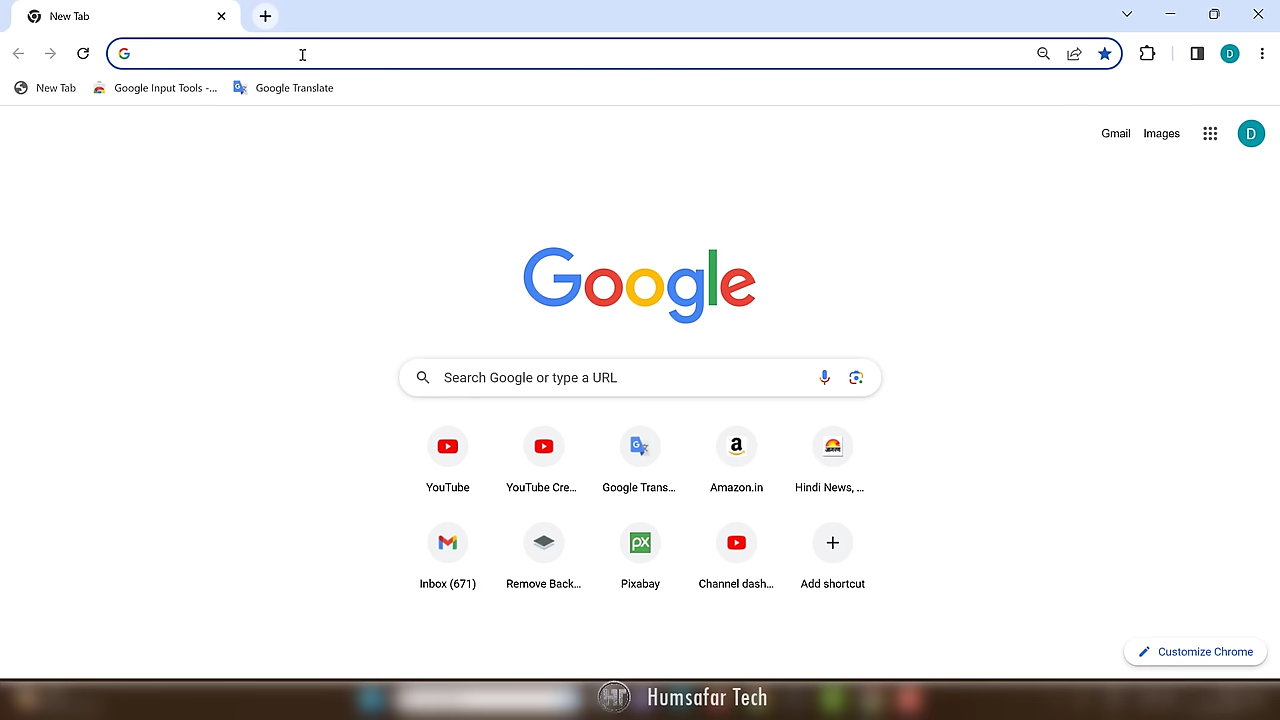 New Tab
New Tab
Google Input Tools -...
Google Translate
Gmail
Images
D
D
Google
Search Google or type a URL
YouTube
YouTube Cre...
Google Trans...
Amazon.in
Hindi News, ...
Inbox (671)
Remove Back...
Pixabay
Channel dash...
Add shortcut
Customize Chrome
HT Humsafar Tech